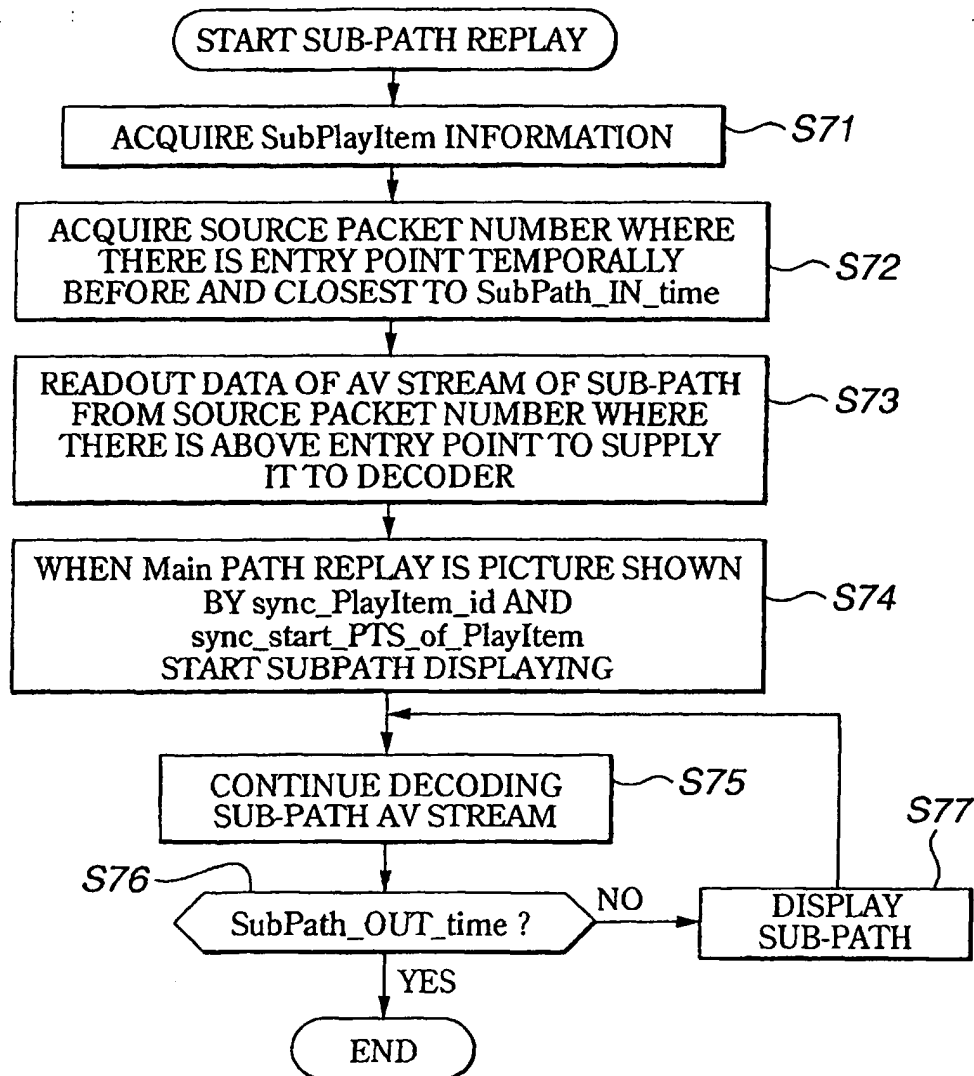 START SUB-PATH REPLAY
ACQUIRE SubPlayItem INFORMATION
S71
ACQUIRE SOURCE PACKET NUMBER WHERE
THERE IS ENTRY POINT TEMPORALLY
BEFORE AND CLOSEST TO SubPath_IN_time
S72
READOUT DATA OF AV STREAM OF SUB-PATH
FROM SOURCE PACKET NUMBER WHERE
THERE IS ABOVE ENTRY POINT TO SUPPLY
IT TO DECODER
S73
WHEN Main PATH REPLAY IS PICTURE SHOWN
BY sync_PlayItem_id AND
sync_start_PTS_of_PlayItem
START SUBPATH DISPLAYING
S74
CONTINUE DECODING
SUB-PATH AV STREAM
S75
S76
SubPath_OUT_time ?
NO
S77
DISPLAY
SUB-PATH
YES
END